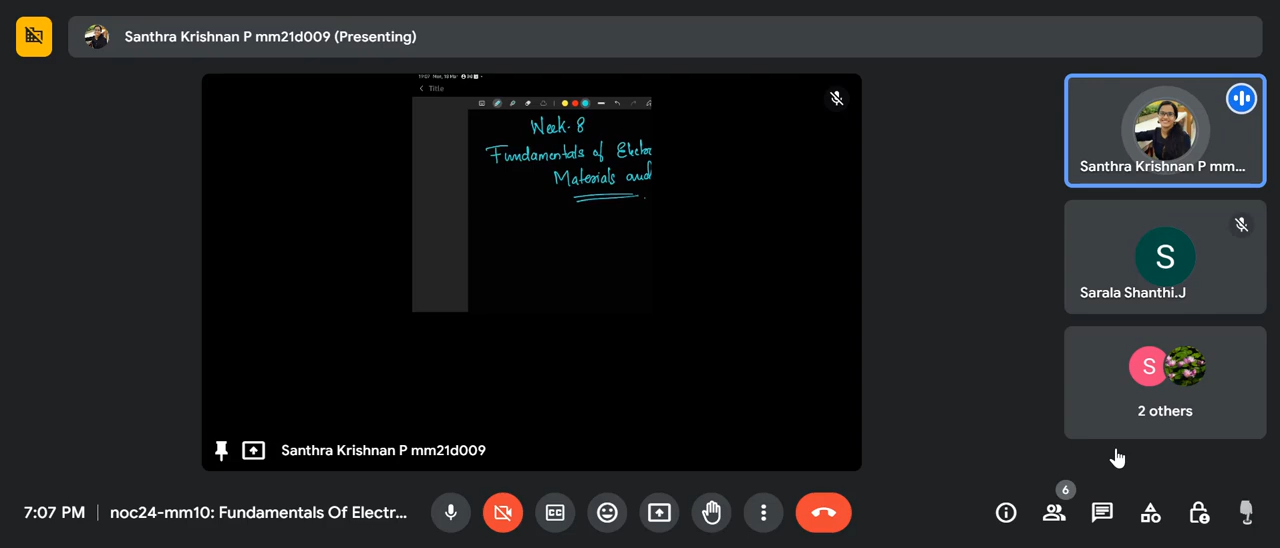 Santhra Krishnan P mm21d009 (Presenting)
Title
Week-8
Fundamentals of Electro
Materials and
Santhra Krishnan P mm21d009
Santhra Krishnan P mm...
S
Sarala Shanthi.J
S
2 others
6
7:07 PM | noc24-mm10: Fundamentals Of Electr...
CC